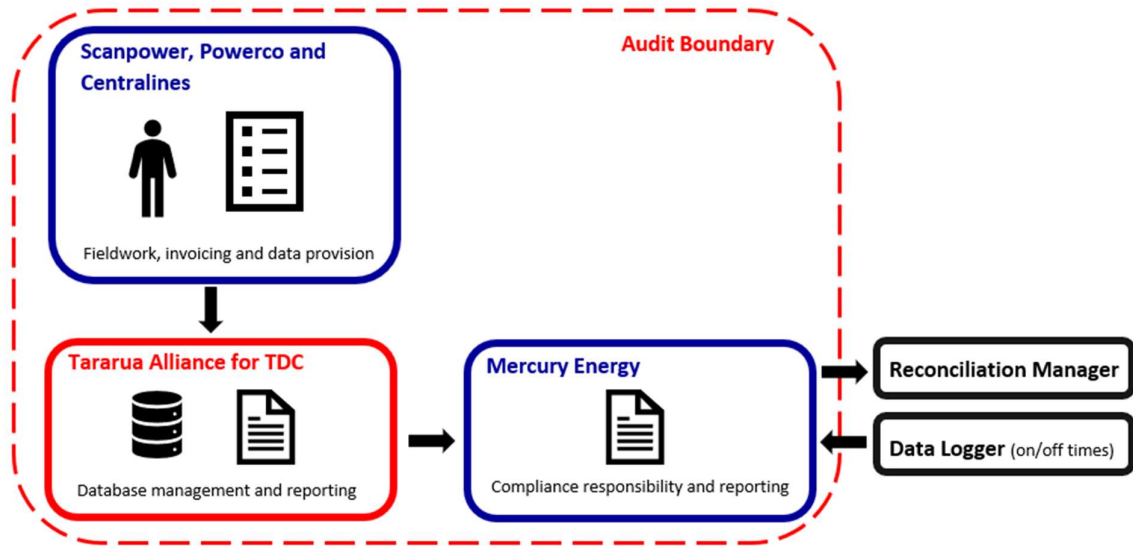 Scanpower, Powerco and
Centralines
Audit Boundary
Fieldwork, invoicing and data provision
Tararua Alliance for TDC
Database management and reporting
Mercury Energy
Compliance responsibility and reporting
Reconciliation Manager
Data Logger (on/off times)